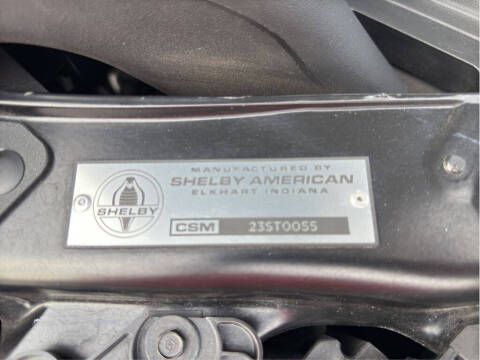 MANUFACTURED BY
SHELBY AMERICAN
ELKHART INDIANA
SHELBY
CSM 23ST0055